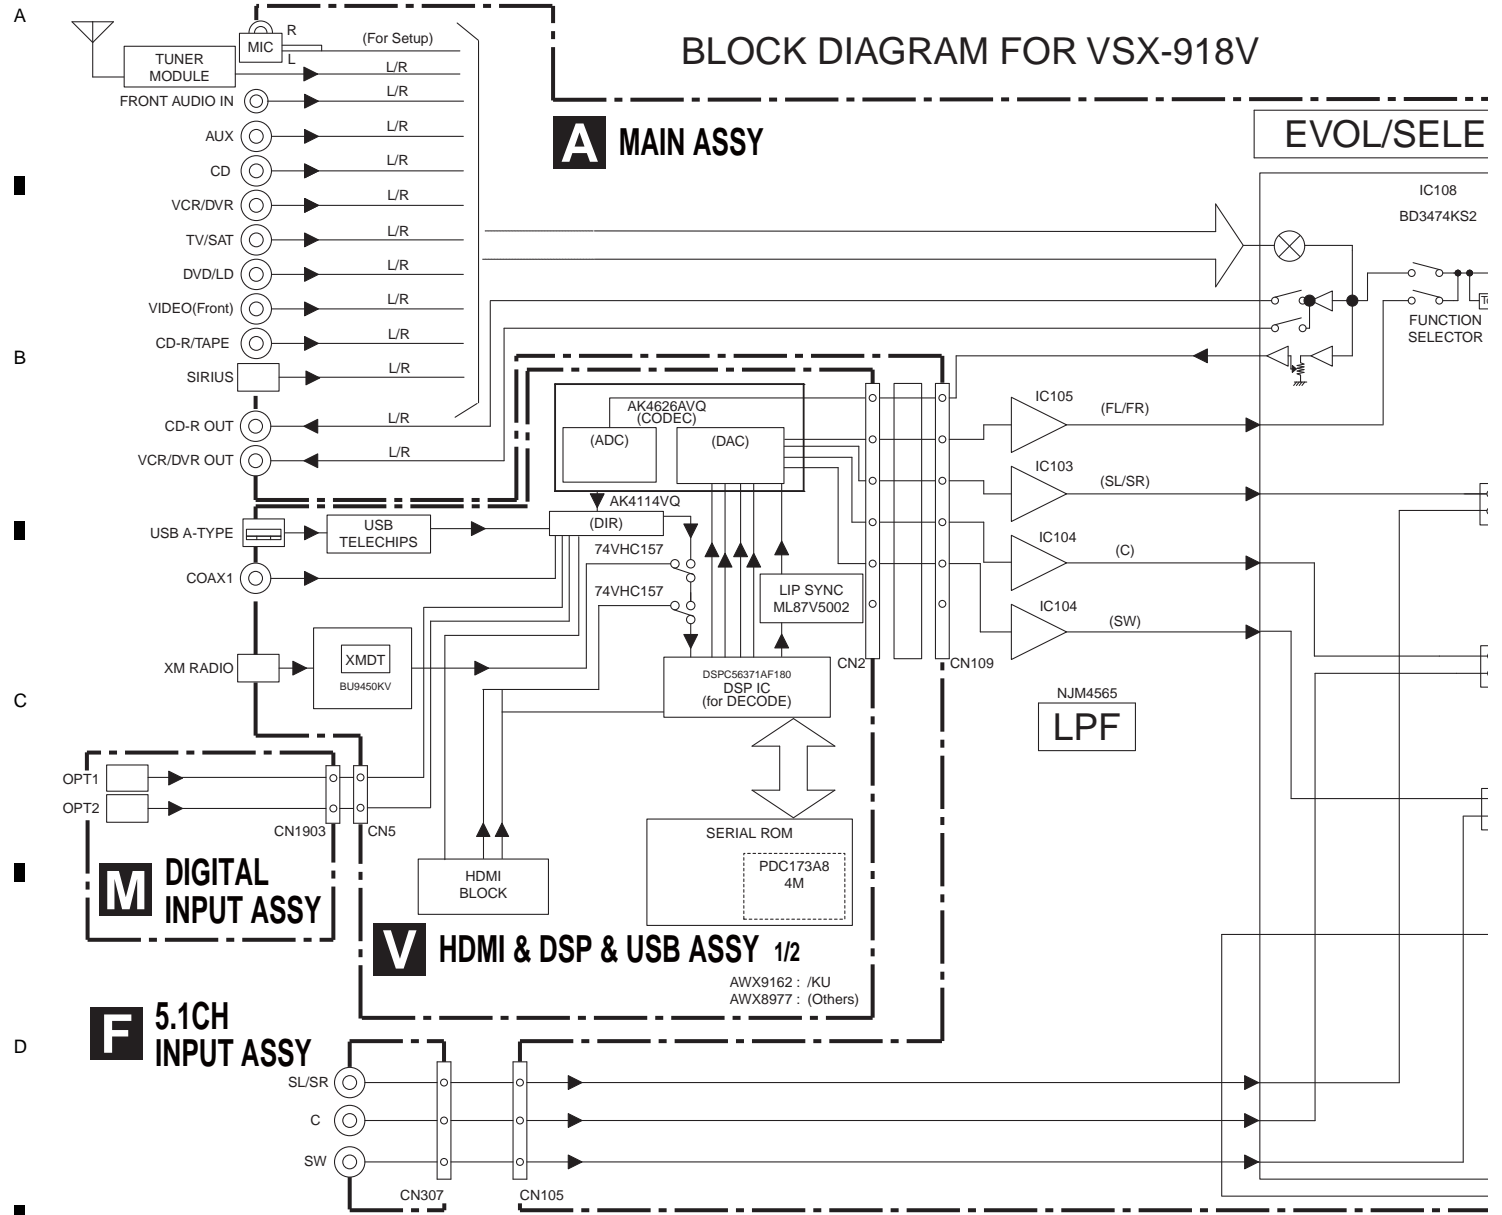 A
R
MIC
L
(For Setup)
BLOCK DIAGRAM FOR VSX-918V
TUNER
MODULE
L/R
FRONT AUDIO IN
L/R
A MAIN ASSY
EVOL/SELE
AUX
L/R
CD
L/R
IC108
BD3474KS2
VCR/DVR
L/R
TV/SAT
L/R
DVD/LD
L/R
VIDEO(Front)
L/R
FUNCTION
SELECTOR
CD-R/TAPE
L/R
B
SIRIUS
L/R
CD-R OUT
L/R
VCR/DVR OUT
L/R
AK4626AVQ
(CODEC)
(ADC)
(DAC)
IC105
(FL/FR)
IC103
(SL/SR)
IC104
(C)
IC104
(SW)
AK4114VQ
(DIR)
USB A-TYPE
USB
TELECHIPS
74VHC157
COAX1
74VHC157
LIP SYNC
ML87V5002
XM RADIO
XMDT
BU9450KV
CN2
CN109
DSPC56371AF180
DSP IC
(for DECODE)
C
NJM4565
LPF
OPT1
OPT2
CN1903
CN5
SERIAL ROM
PDC173A8
4M
HDMI
BLOCK
M DIGITAL
INPUT ASSY
V HDMI & DSP & USB ASSY 1/2
AWX9162 : /KU
AWX8977 : (Others)
F 5.1CH
INPUT ASSY
D
SL/SR
C
SW
CN307
CN105